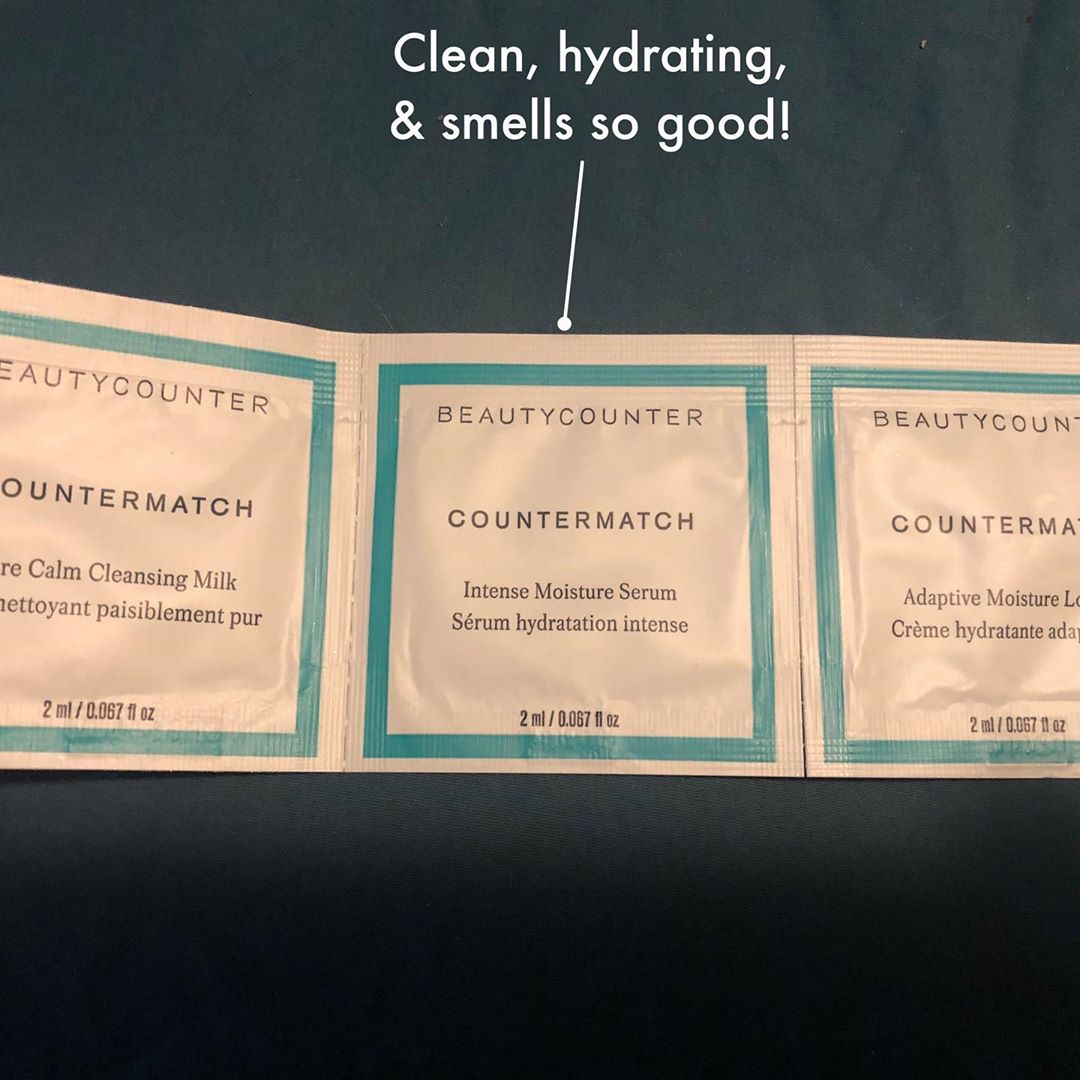 Clean, hydrating,
& smells so good!
EAUTYCOUNTER
OUNTERMATCH
re Calm Cleansing Milk
nettoyant paisiblement pur
2 ml / 0.067 fl oz
BEAUTYCOUNTER
COUNTERMATCH
Intense Moisture Serum
Sérum hydratation intense
2 ml / 0.067 fl oz
BEAUTYCOUNT
COUNTERMA
Adaptive Moisture Lo
Crème hydratante ada
2 ml / 0.067 fl oz